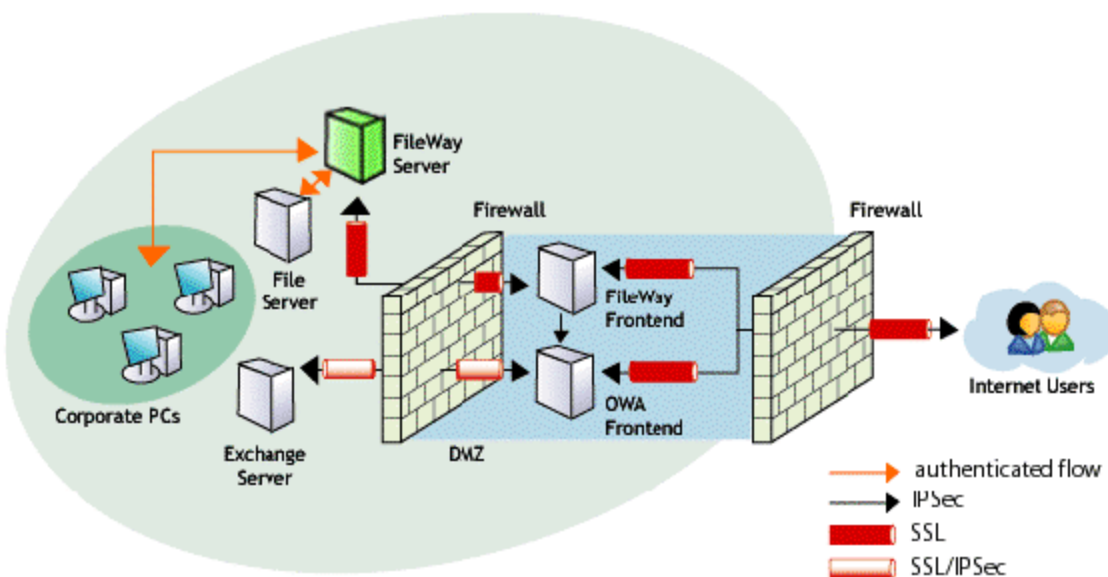 FileWay
Server
Firewall
Firewall
File
Server
FileWay
Frontend
Internet Users
Corporate PCs
OWA
Frontend
Exchange
Server
DMZ
authenticated flow
IPSec
SSL
SSL/IPSec